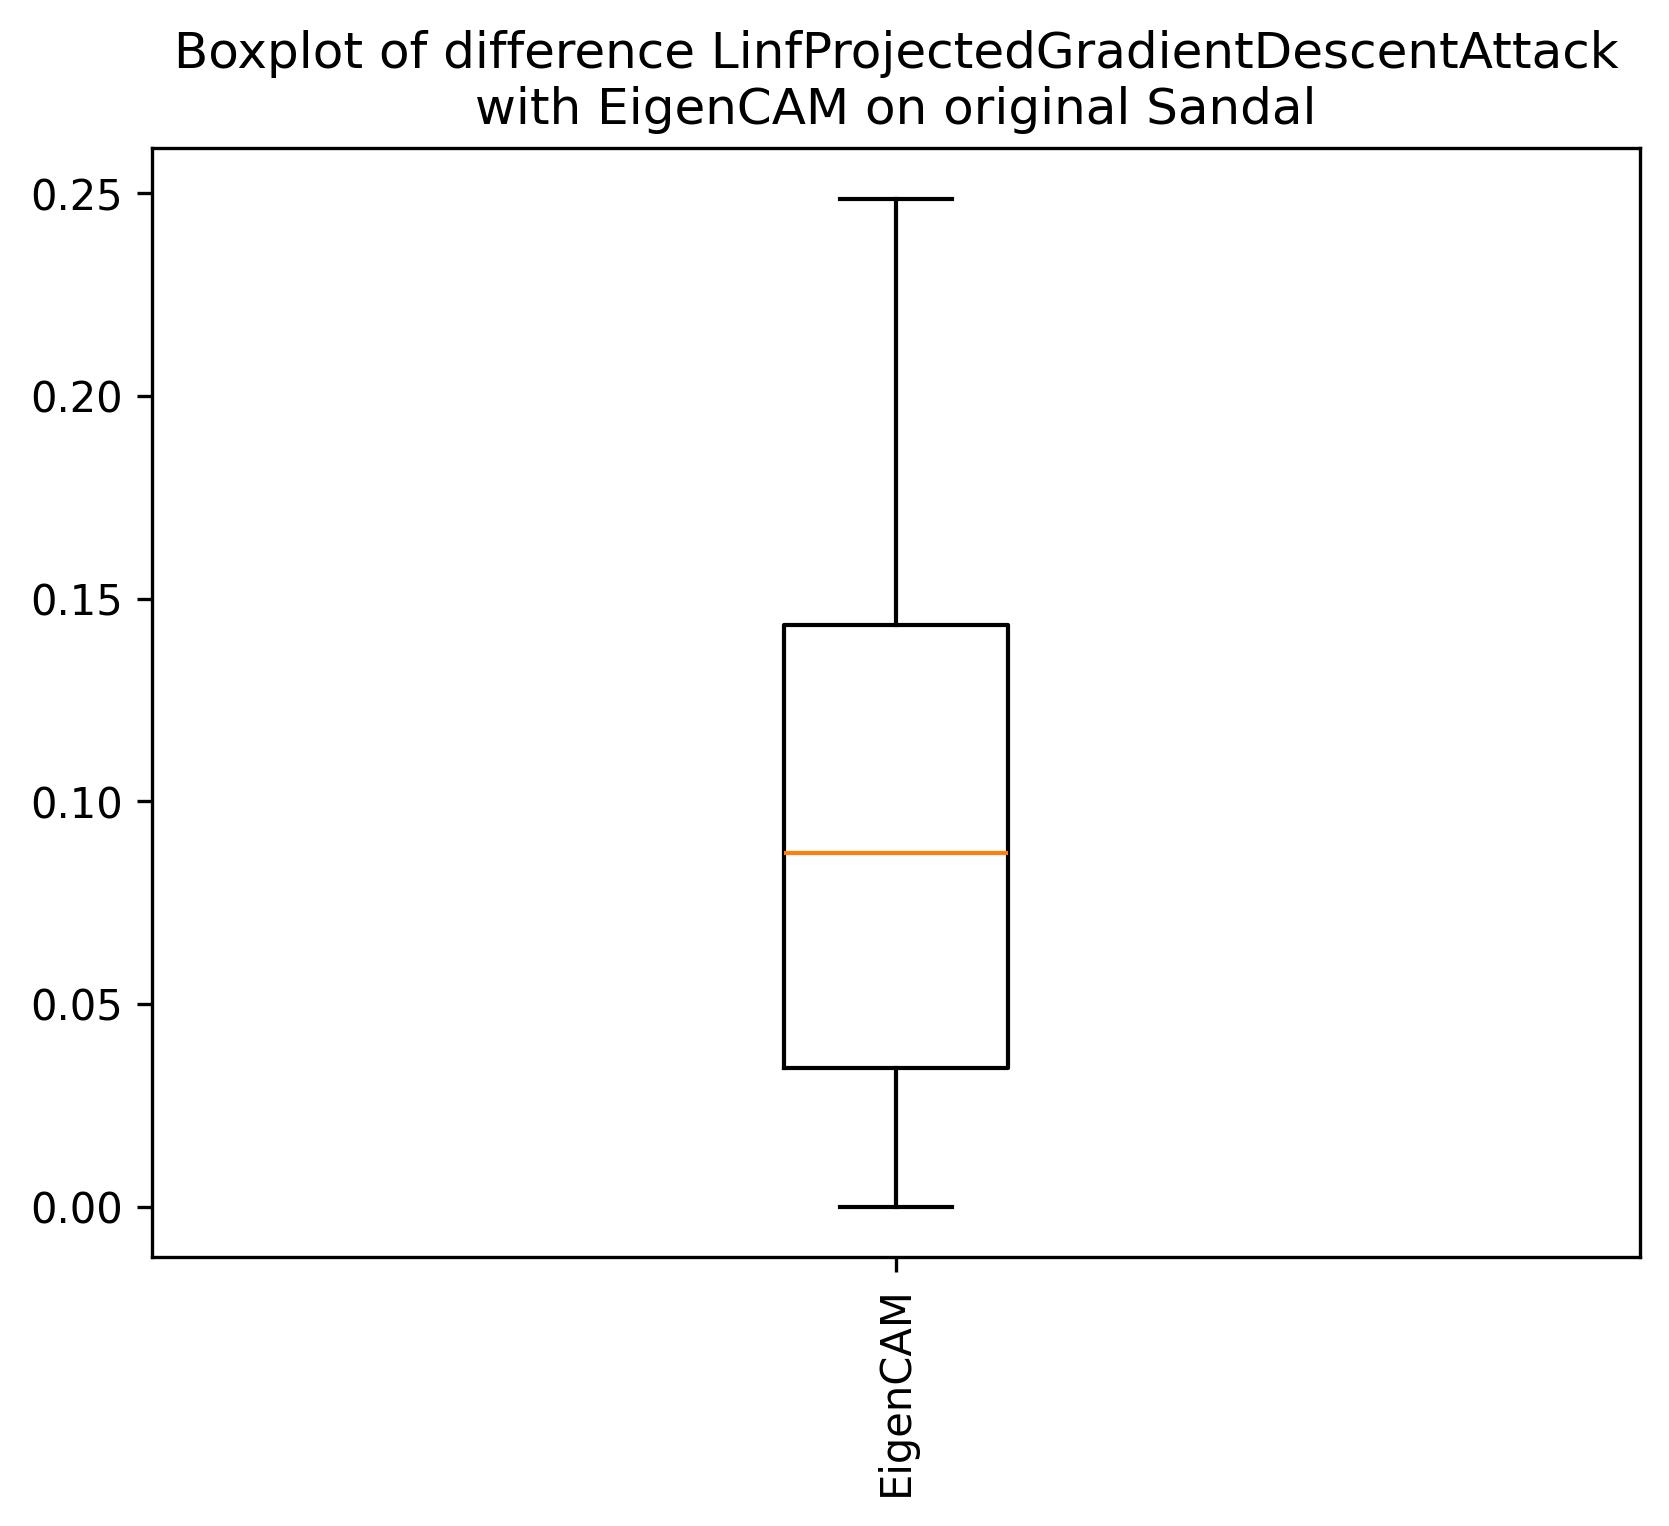 Boxplot of difference LinfProjectedGradientDescentAttack
with EigenCAM on original Sandal
0.25
0.20
0.15
0.10
0.05
0.00
EigenCAM